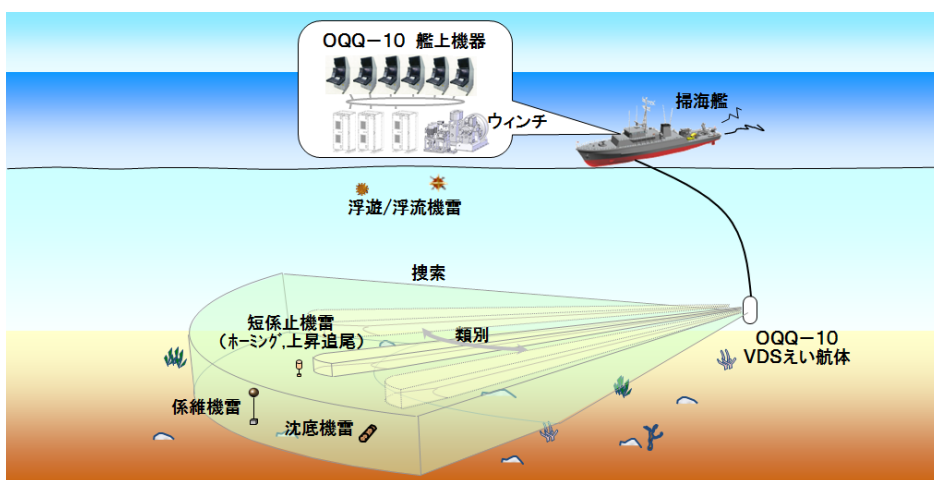 OQQ-10 艦上機器
ウィンチ
掃海艦
浮遊/浮流機雷
捜索
短係止機雷
(ホーミング,上昇追尾)
類別
OQQ-10
VDSえい航体
係維機雷
沈底機雷